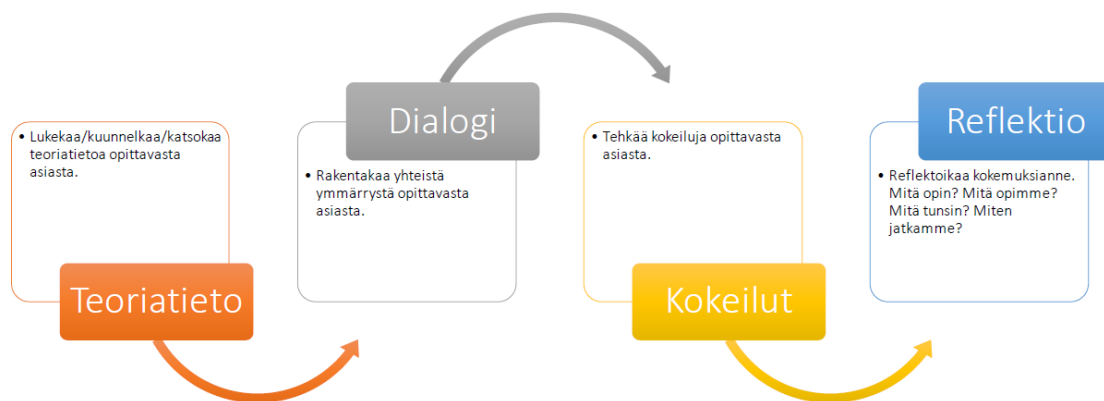 • Lukekaa/kuunnelkaa/katsokaa
teoriatietoa opittavasta
asiasta.
Teoriatieto
Dialogi
• Rakentakaa yhteistä
ymmärrystä opittavasta
asiasta.
• Tehkää kokeiluja opittavasta
asiasta.
Kokeilut
Reflektio
• Reflektoikaa kokemuksianne.
Mitä opin? Mitä opimme?
Mitä tunsin? Miten
jatkamme?